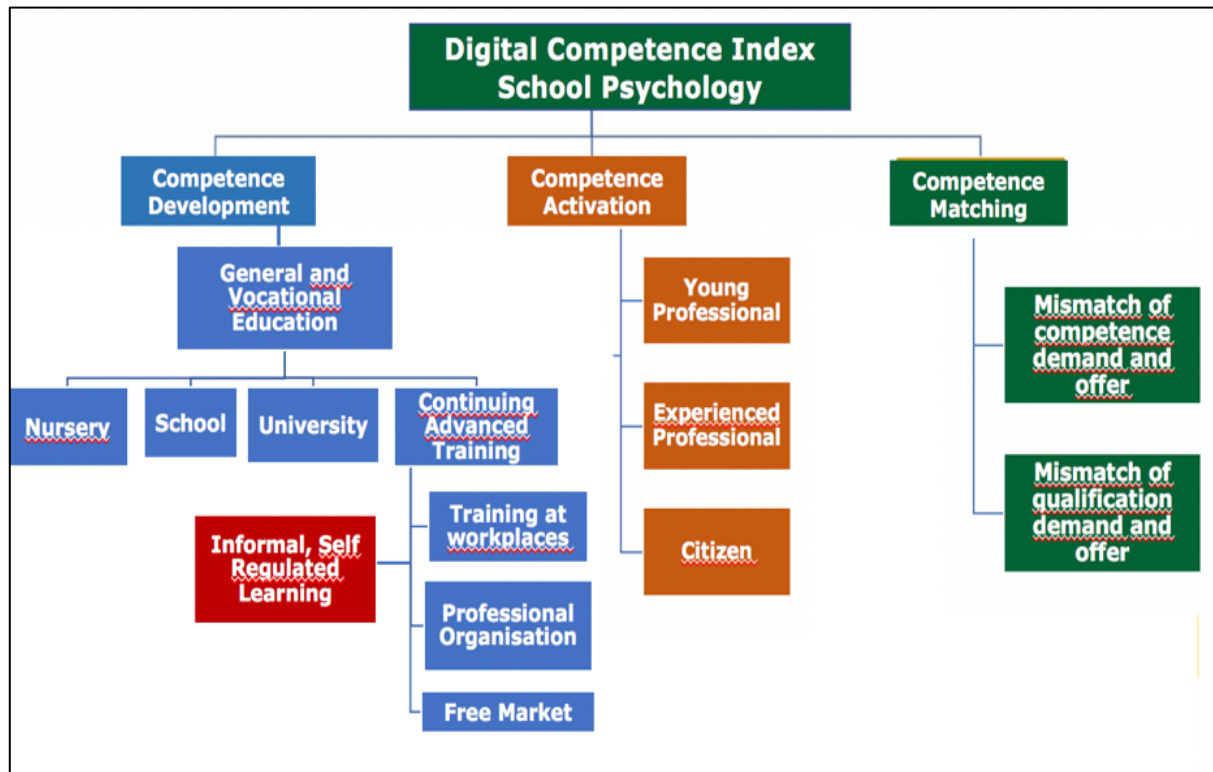 Digital Competence Index
School Psychology
Competence
Development
Competence
Activation
Competence
Matching
General and
Vocational
Education
Nursery
School
University
Continuing
Advanced
Training
Informal, Self
Regulated
Learning
Training at
workplaces
Professional
Organisation
Free Market
Young
Professional
Experienced
Professional
Citizen
Mismatch of
competence
demand and
offer
Mismatch of
qualification
demand and
offer